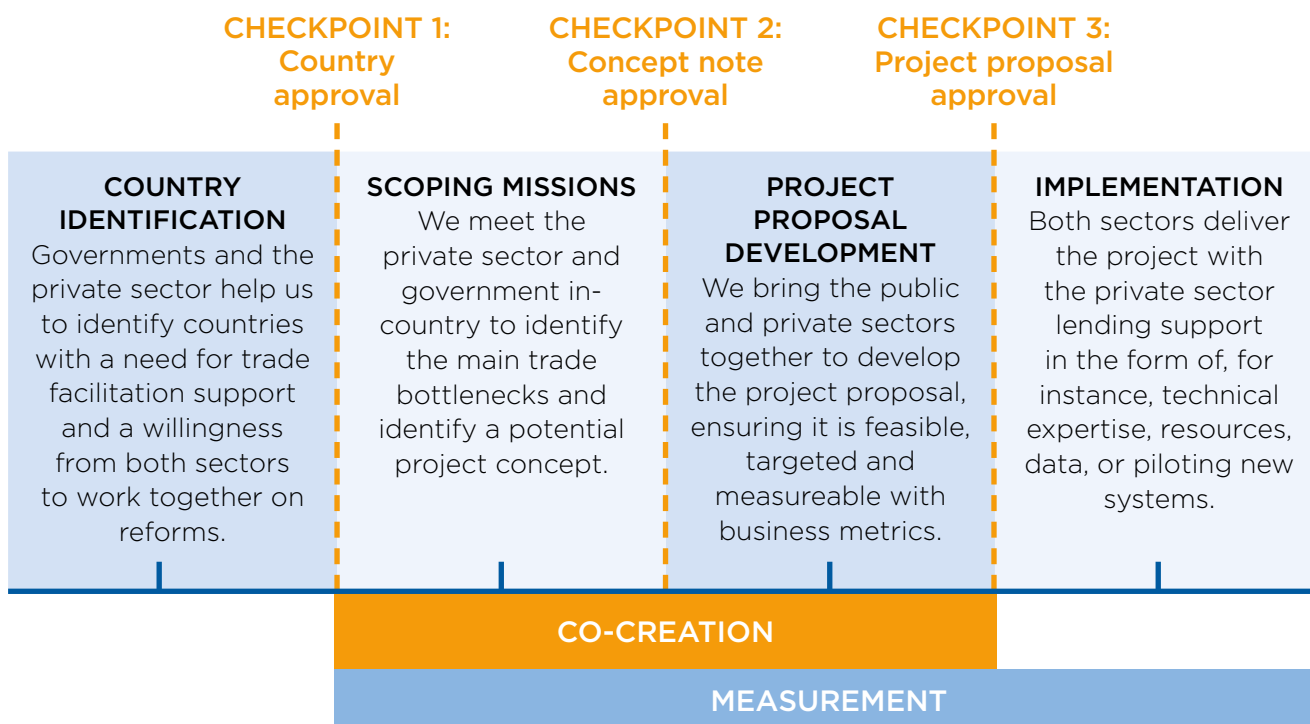 CHECKPOINT 1:
Country
approval
CHECKPOINT 2:
Concept note
approval
CHECKPOINT 3:
Project proposal
approval
COUNTRY
IDENTIFICATION
Governments and the
private sector help us
to identify countries
with a need for trade
facilitation support
and a willingness
from both sectors
to work together on
reforms.
SCOPING MISSIONS
We meet the
private sector and
government in-
country to identify
the main trade
bottlenecks and
identify a potential
project concept.
PROJECT
PROPOSAL
DEVELOPMENT
We bring the public
and private sectors
together to develop
the project proposal,
ensuring it is feasible,
targeted and
measureable with
business metrics.
IMPLEMENTATION
Both sectors deliver
the project with
the private sector
lending support
in the form of, for
instance, technical
expertise, resources,
data, or piloting new
systems.
CO-CREATION
MEASUREMENT